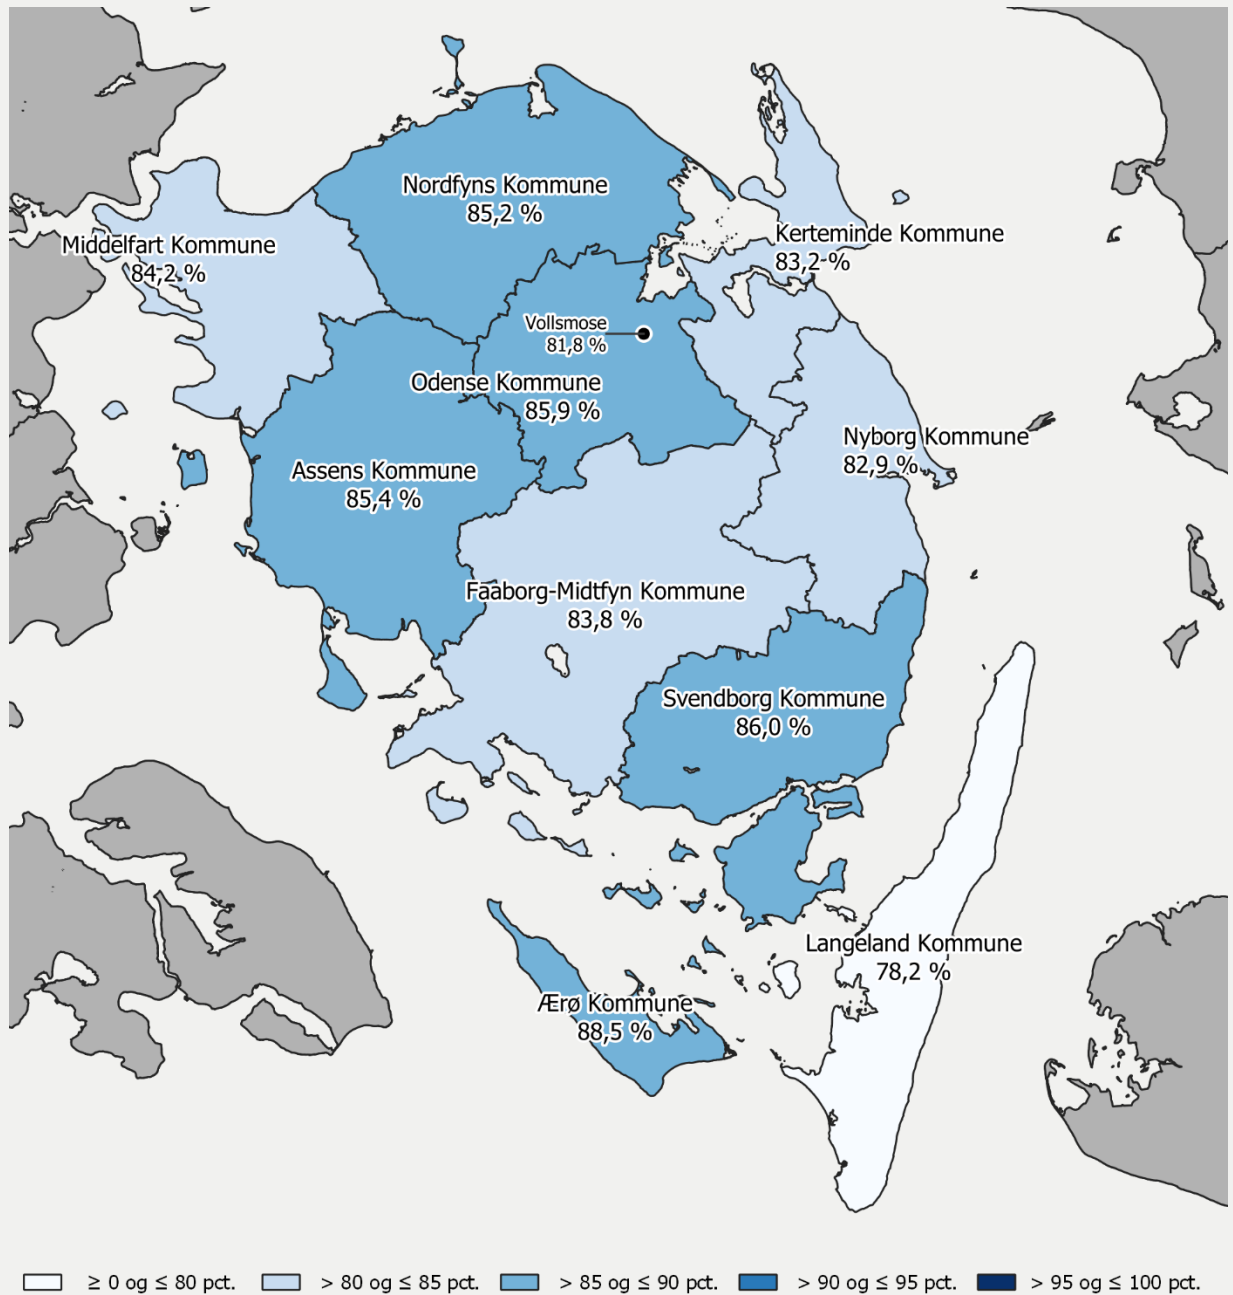 Nordfyns Kommune
85,2 %
Middelfart Kommune
84,2 %
Kerteminde Kommune
83,2 %
Vollsmose
81,8 %
Odense Kommune
85,9 %
Nyborg Kommune
82,9 %
Assens Kommune
85,4 %
Faaborg-Midtfyn Kommune
83,8 %
Svendborg Kommune
86,0 %
Langeland Kommune
78,2 %
Ærø Kommune
88,5 %
≥ 0 og ≤ 80 pct. > 80 og ≤ 85 pct. > 85 og ≤ 90 pct. > 90 og ≤ 95 pct. > 95 og ≤ 100 pct.